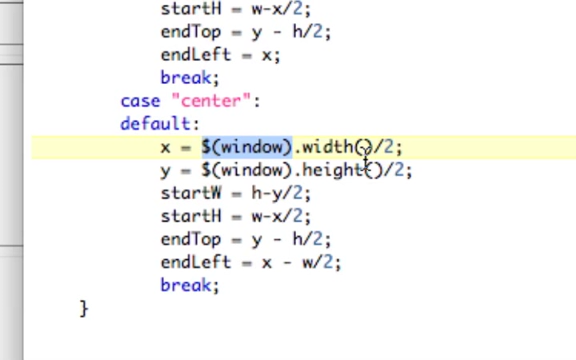 startH = w-x/2;
endTop = y - h/2;
endLeft = x;
break;
case "center":
default:
x = $(window).width()/2;
y = $(window).height()/2;
startW = h-y/2;
startH = w-x/2;
endTop = y - h/2;
endLeft = x - w/2;
break;
}